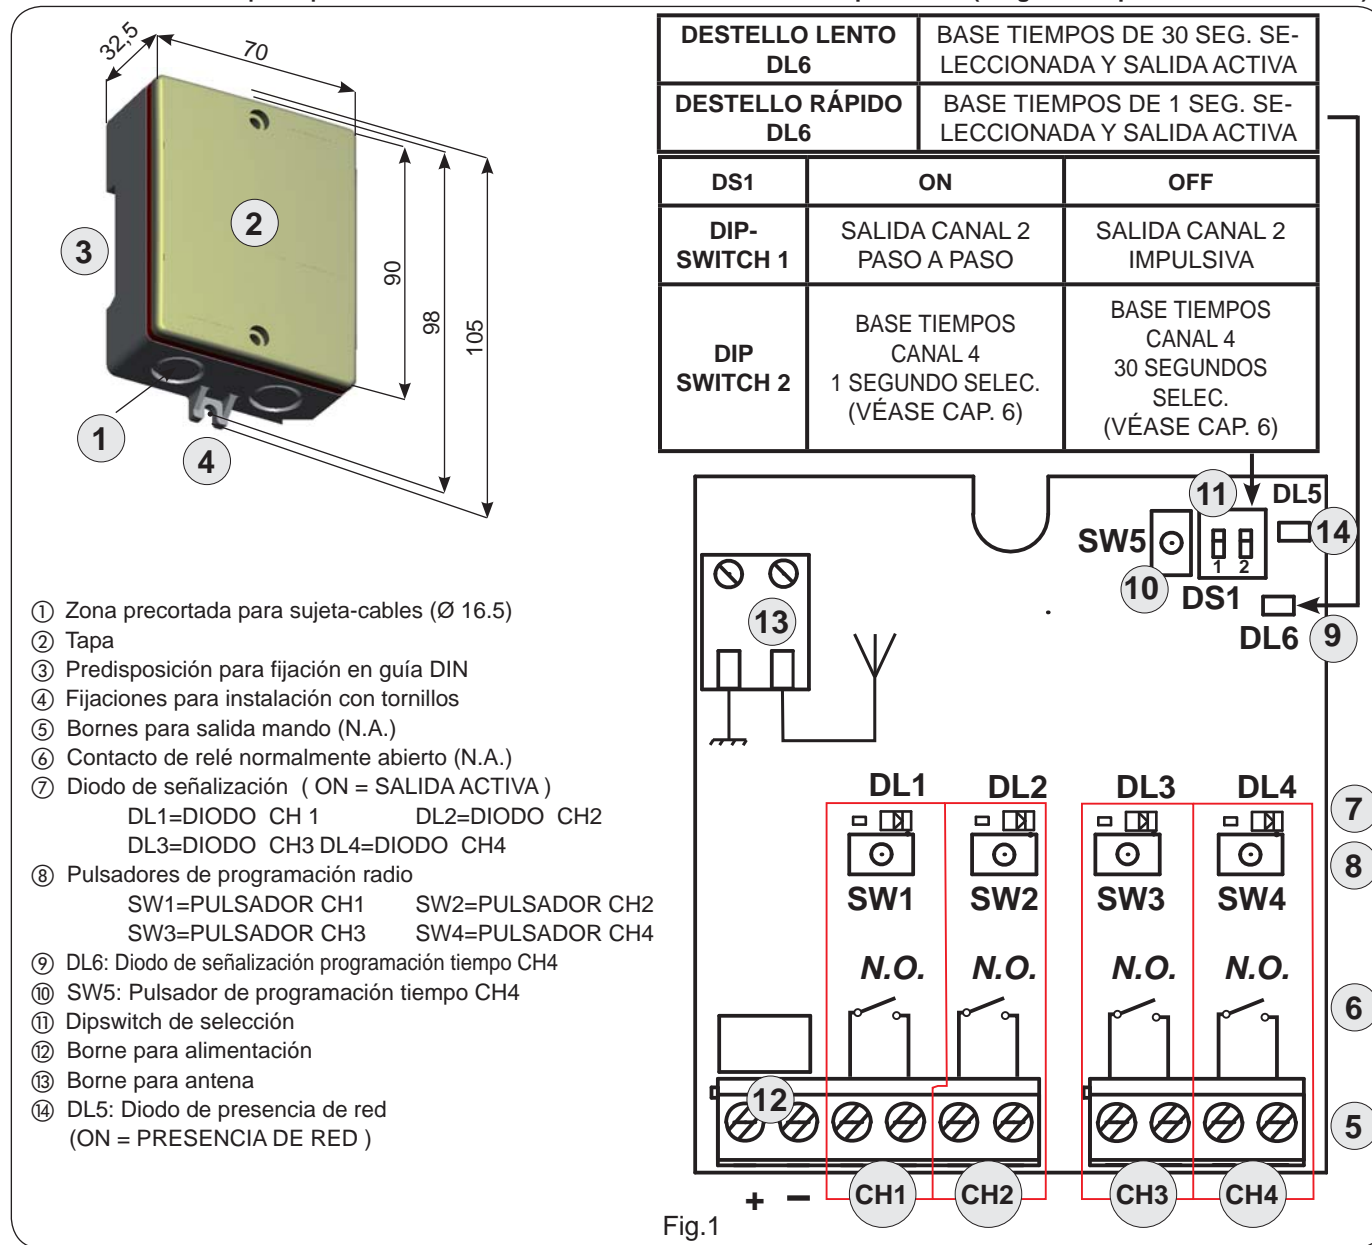 32,5
70
90
98
105
2
3
1
4
DESTELLO LENTO DL6
BASE TIEMPOS DE 30 SEG. SE-
LECCIONADA Y SALIDA ACTIVA
DESTELLO RÁPIDO DL6
BASE TIEMPOS DE 1 SEG. SE-
LECCIONADA Y SALIDA ACTIVA
DS1
ON
OFF
DIP-
SWITCH 1
SALIDA CANAL 2
PASO A PASO
SALIDA CANAL 2
IMPULSIVA
DIP
SWITCH 2
BASE TIEMPOS
CANAL 4
1 SEGUNDO SELEC.
(VÉASE CAP. 6)
BASE TIEMPOS
CANAL 4
30 SEGUNDOS
SELEC.
(VÉASE CAP. 6)
① Zona precortada para sujeta-cables (Ø 16.5)
② Tapa
③ Predisposición para fijación en guía DIN
④ Fijaciones para instalación con tornillos
⑤ Bornes para salida mando (N.A.)
⑥ Contacto de relé normalmente abierto (N.A.)
⑦ Diodo de señalización ( ON = SALIDA ACTIVA )
DL1=DIODO CH 1 DL2=DIODO CH2
DL3=DIODO CH3 DL4=DIODO CH4
⑧ Pulsadores de programación radio
SW1=PULSADOR CH1 SW2=PULSADOR CH2
SW3=PULSADOR CH3 SW4=PULSADOR CH4
⑨ DL6: Diodo de señalización programación tiempo CH4
⑩ SW5: Pulsador de programación tiempo CH4
⑪ Dipswitch de selección
⑫ Borne para alimentación
⑬ Borne para antena
⑭ DL5: Diodo de presencia de red
(ON = PRESENCIA DE RED )
11
DL5
SW5
14
1 2
10
DS1
DL6
9
13
DL1 DL2 DL3 DL4
7
8
SW1 SW2 SW3 SW4
N.O. N.O. N.O. N.O.
6
12
5
+ −
CH1 CH2 CH3 CH4
Fig.1